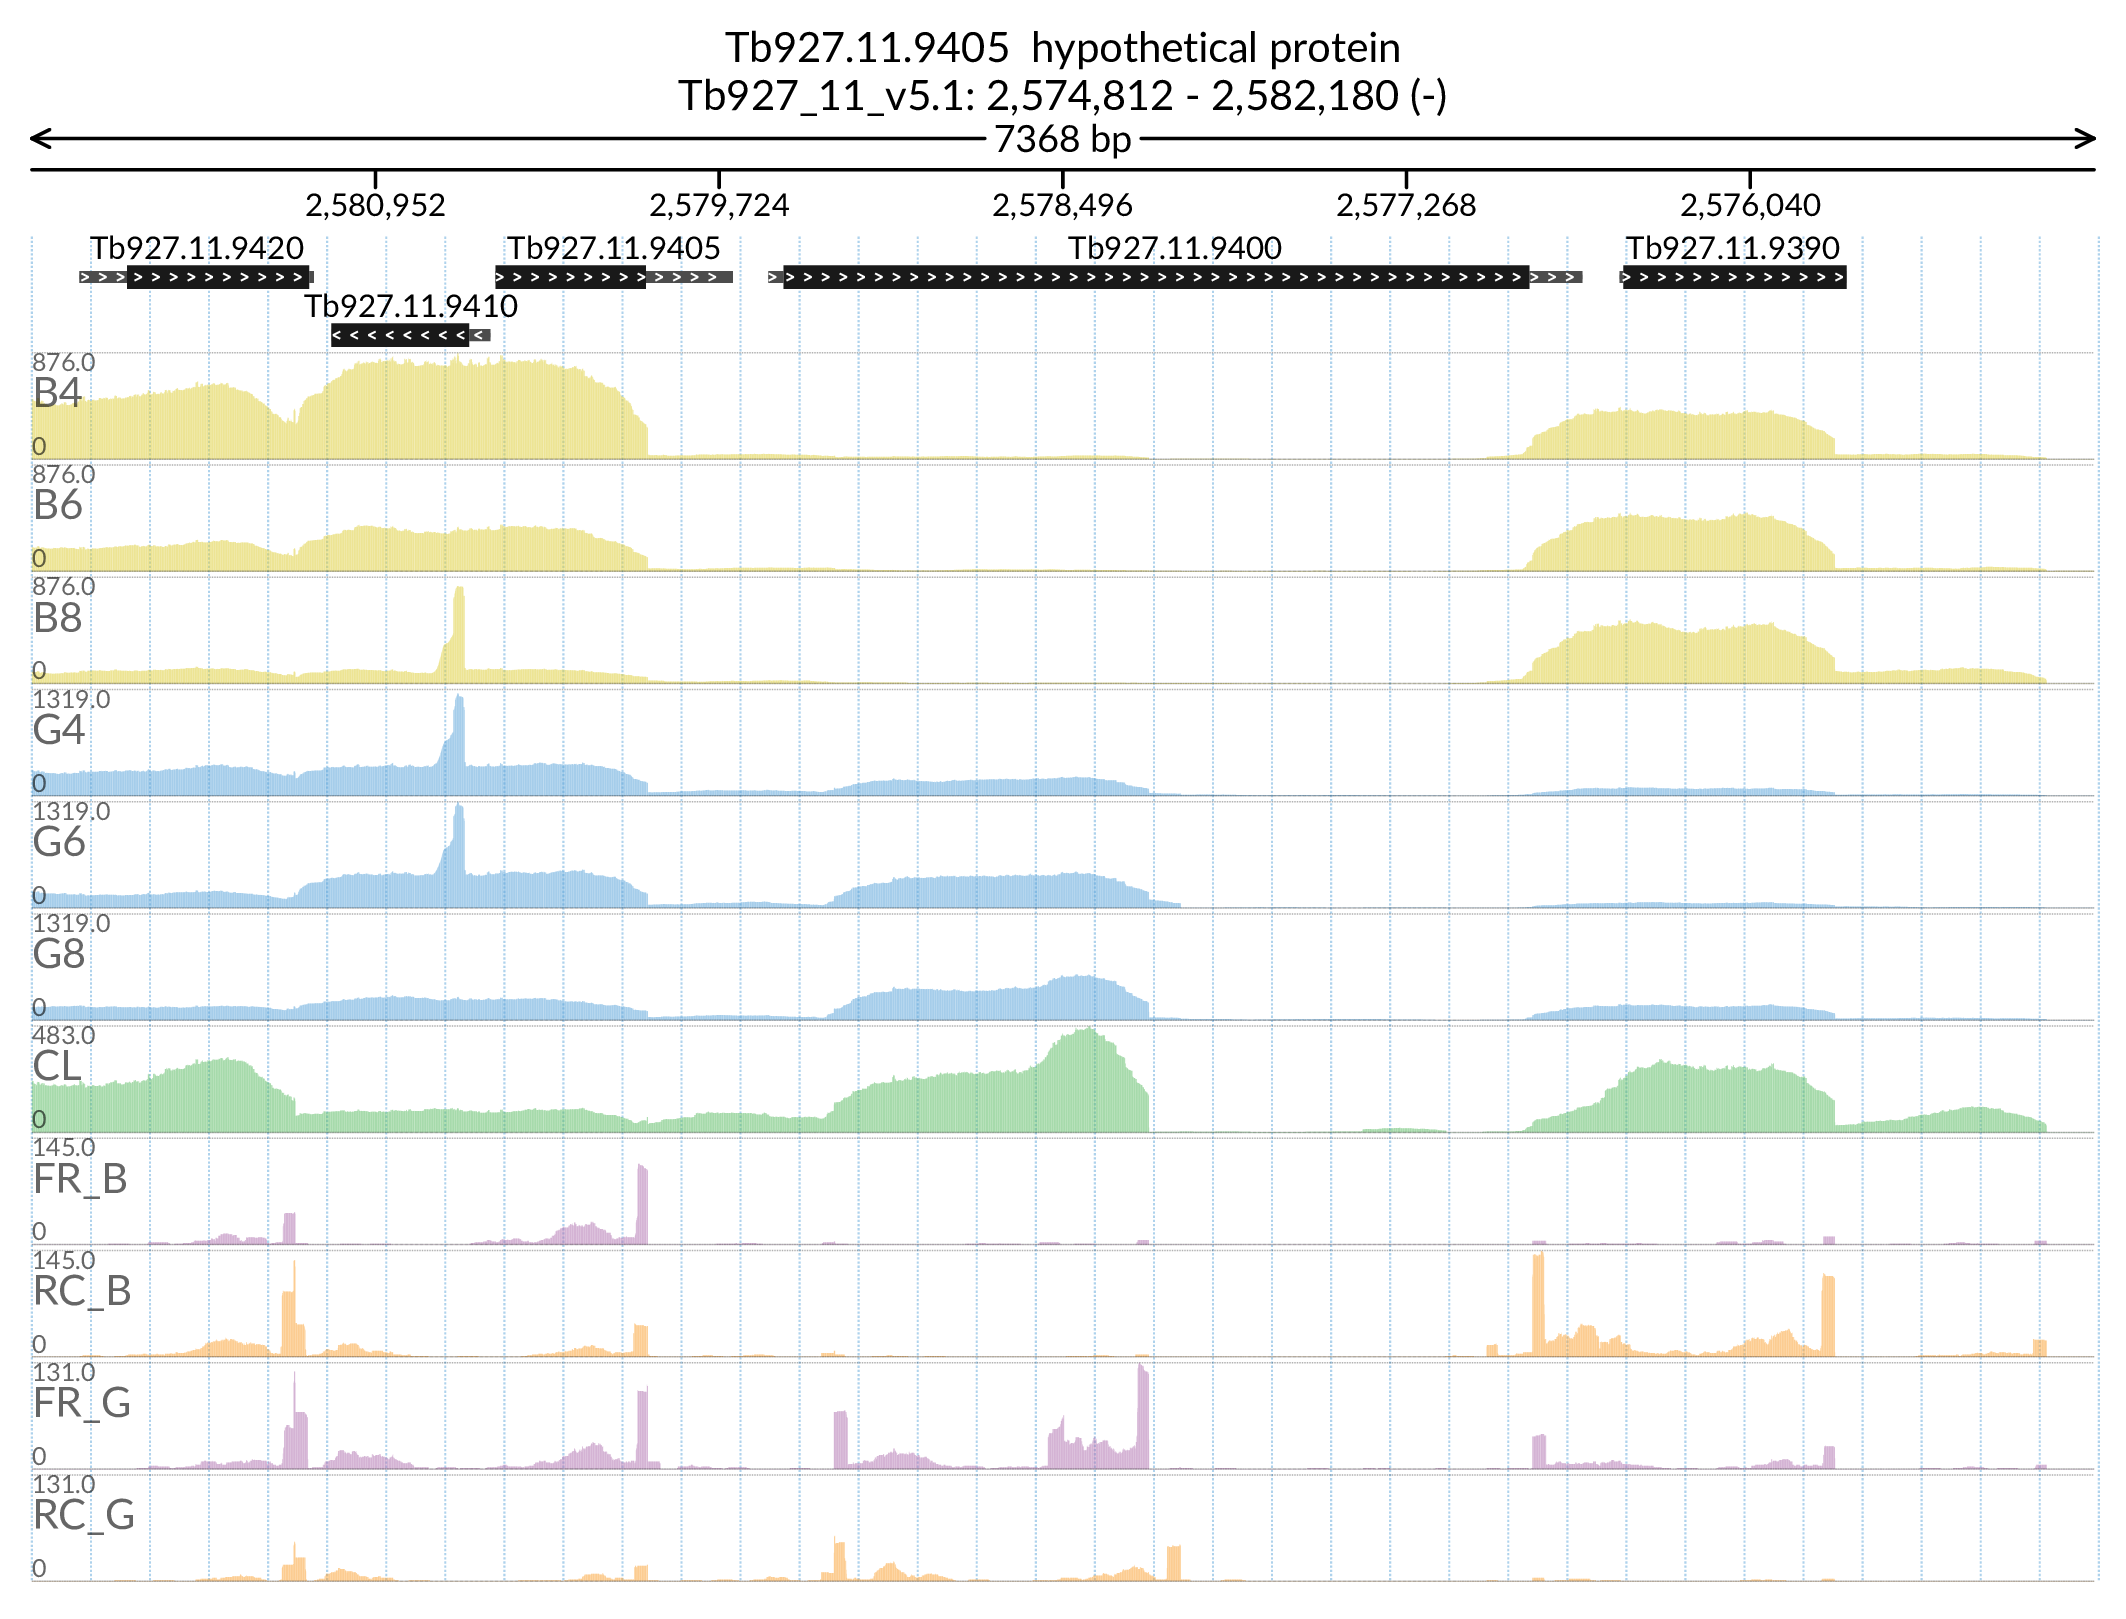 Tb927.11.9405 hypothetical protein
Tb927_11_v5.1: 2,574,812 - 2,582,180 (-)
7368 bp
2,580,952 2,579,724 2,578,496 2,577,268 2,576,040
Tb927.11.9420 Tb927.11.9405 Tb927.11.9400 Tb927.11.9390
Tb927.11.9410
876.0
B4
0
876.0
B6
0
876.0
B8
0
1319.0
G4
0
1319.0
G6
0
1319.0
G8
0
483.0
CL
0
145.0
FR_B
0
145.0
RC_B
0
131.0
FR_G
0
131.0
RC_G
0